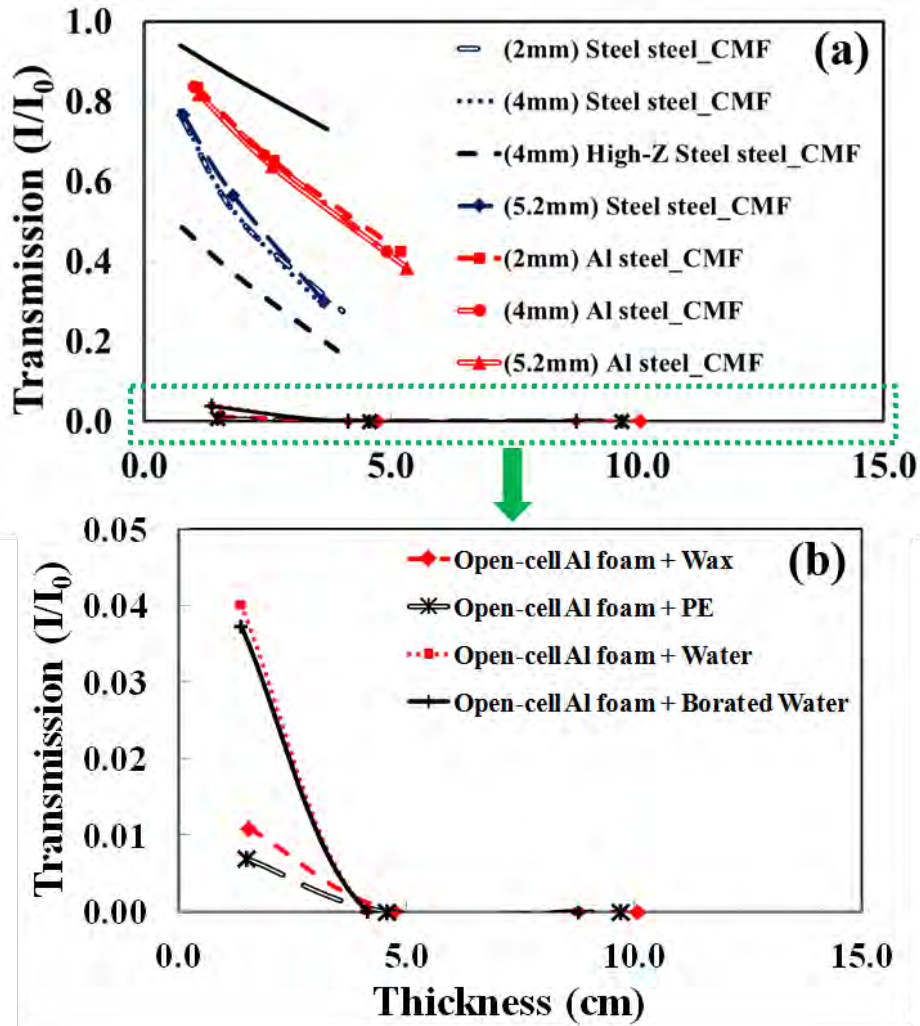 1.0
(a)
(2mm) Steel steel_CMF
0.8
(4mm) Steel steel_CMF
(4mm) High-Z Steel steel_CMF
0.6
(5.2mm) Steel steel_CMF
(2mm) Al steel_CMF
0.4
(4mm) Al steel_CMF
0.2
(5.2mm) Al steel_CMF
0.0
Transmission (I/I0)
0.0 5.0 10.0 15.0
0.05
(b)
Open-cell Al foam + Wax
0.04
Open-cell Al foam + PE
Open-cell Al foam + Water
0.03
Open-cell Al foam + Borated Water
0.02
0.01
0.00
Transmission (I/I0)
0.0 5.0 10.0 15.0
Thickness (cm)